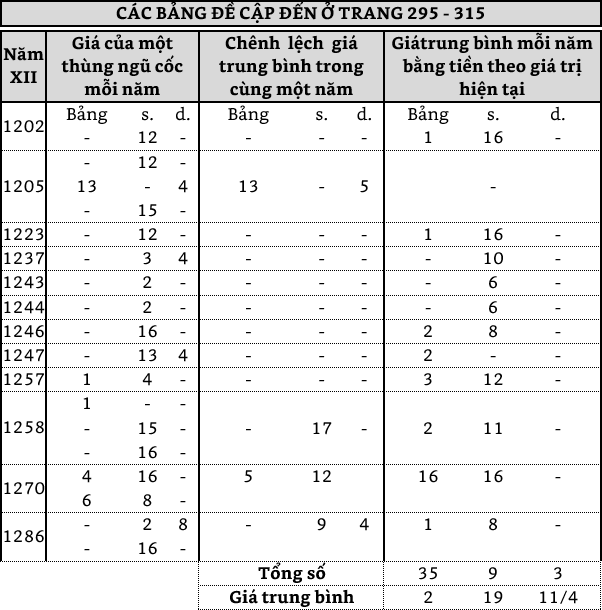 CÁC BẢNG ĐỀ CẬP ĐẾN Ở TRANG 295 - 315
Năm XII | Giá của một thùng ngũ cốc mỗi năm | Chênh lệch giá trung bình trong cùng một năm | Giátrung bình mỗi năm bằng tiền theo giá trị hiện tại
1202 | Bảng s. d. | Bảng s. d. | Bảng s. d.
- 12 - | - - - | 1 16 -
- 12 -
1205 | 13 - 4 | 13 - 5 | -
- 15 -
1223 | - 12 - | - - - | 1 16 -
1237 | - 3 4 | - - - | - 10 -
1243 | - 2 - | - - - | - 6 -
1244 | - 2 - | - - - | - 6 -
1246 | - 16 - | - - - | 2 8 -
1247 | - 13 4 | - - - | 2 - -
1257 | 1 4 - | - - - | 3 12 -
1 - -
1258 | - 15 - | - 17 - | 2 11 -
- 16 -
1270 | 4 16 - | 5 12 | 16 16 -
6 8 -
1286 | - 2 8 | - 9 4 | 1 8 -
- 16 -
Tổng số | 35 9 3
Giá trung bình | 2 19 11/4